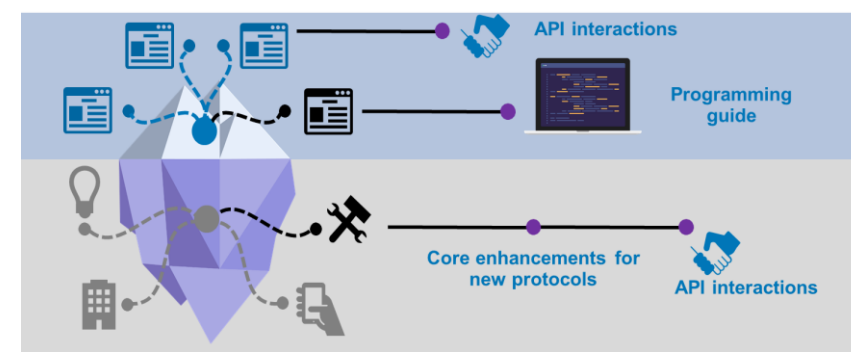 API interactions
Programming
guide
Core enhancements for
new protocols
API interactions